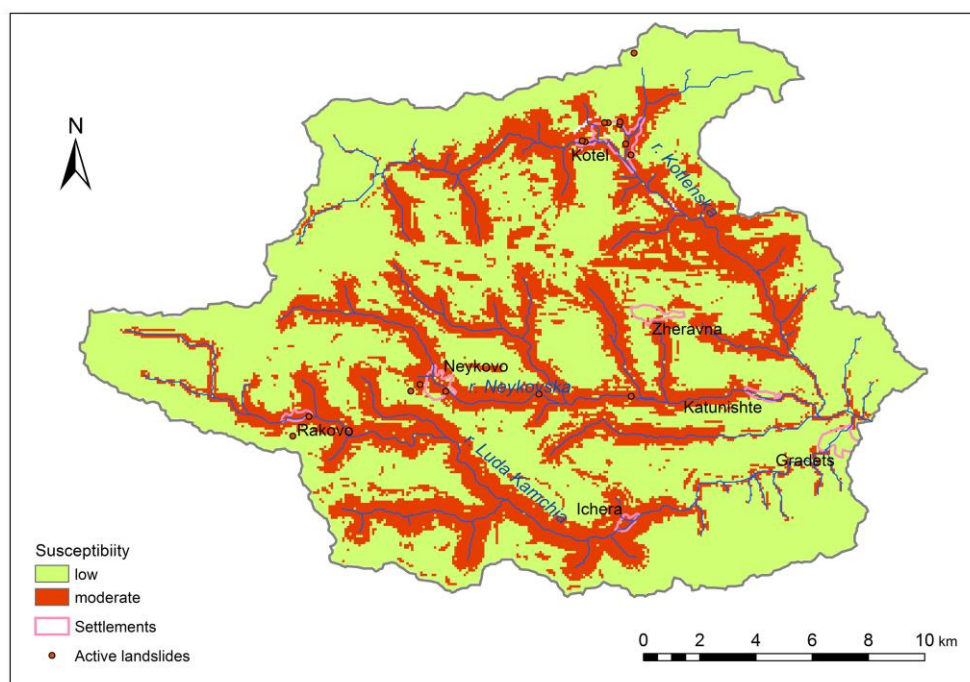 N
Kotel
r. Kotlenska
Zheravna
Neykovo
r. Neykovska
Katunishte
Rakovo
r. Luda Kamchia
Gradets
Ichera
Susceptibiity
low
moderate
Settlements
Active landslides
0 2 4 6 8 10 km